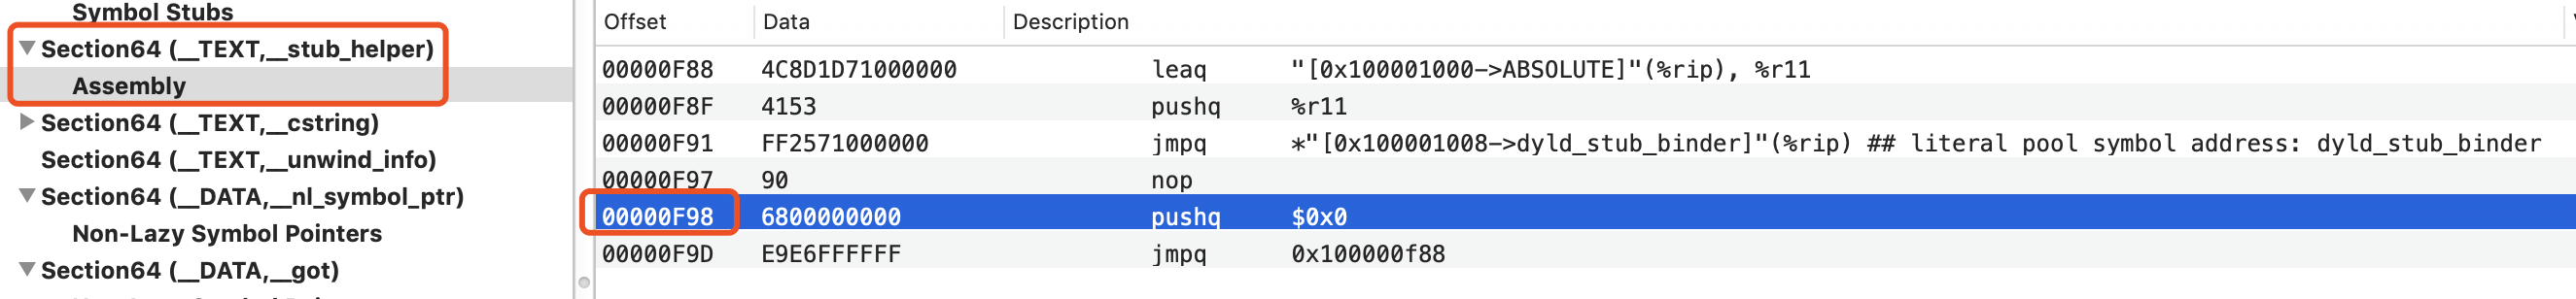 Symbol Stubs
Section64 (__TEXT,__stub_helper)
Assembly
Section64 (__TEXT,__cstring)
Section64 (__TEXT,__unwind_info)
Section64 (__DATA,__nl_symbol_ptr)
Non-Lazy Symbol Pointers
Section64 (__DATA,__got)
Offset Data Description
00000F88 4C8D1D71000000 leaq "[0x100001000->ABSOLUTE]"(%rip), %r11
00000F8F 4153 pushq %r11
00000F91 FF2571000000 jmpq *"[0x100001008->dyld_stub_binder]"(%rip) ## literal pool symbol address: dyld_stub_binder
00000F97 90 nop
00000F98 6800000000 pushq $0x0
00000F9D E9E6FFFFFF jmpq 0x100000f88